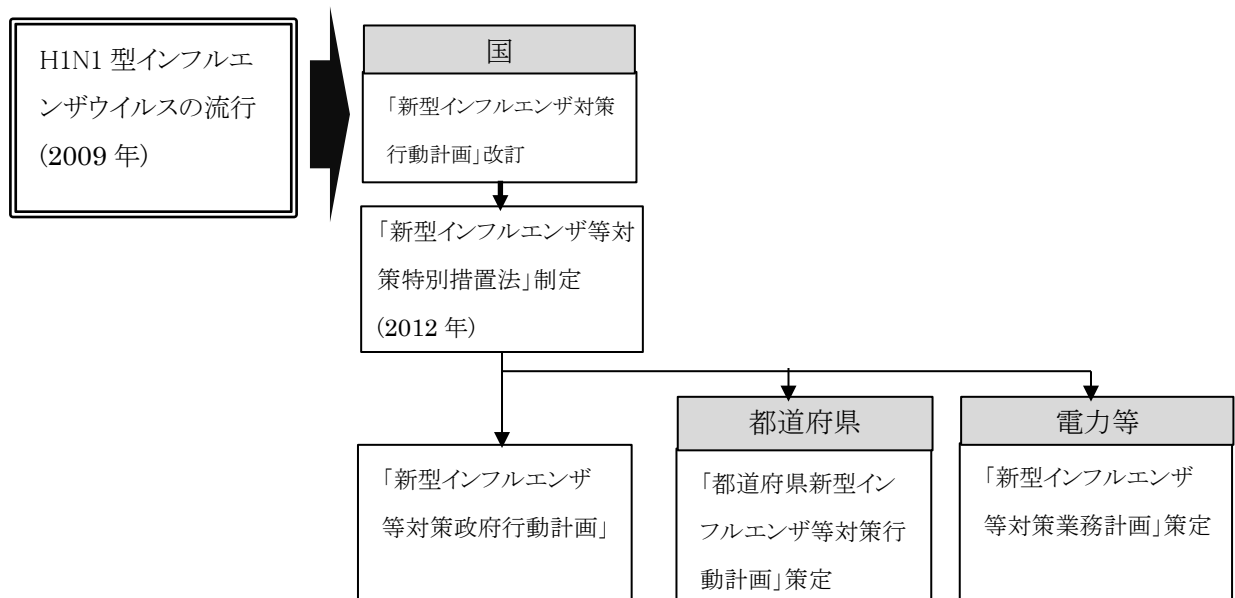 H1N1 型インフルエ
ンザウイルスの流行
(2009 年)
国
「新型インフルエンザ対策
行動計画」改訂
「新型インフルエンザ等対
策特別措置法」制定
(2012 年)
「新型インフルエンザ
等対策政府行動計画」
都道府県
「都道府県新型イン
フルエンザ等対策行
動計画」策定
電力等
「新型インフルエンザ
等対策業務計画」策定